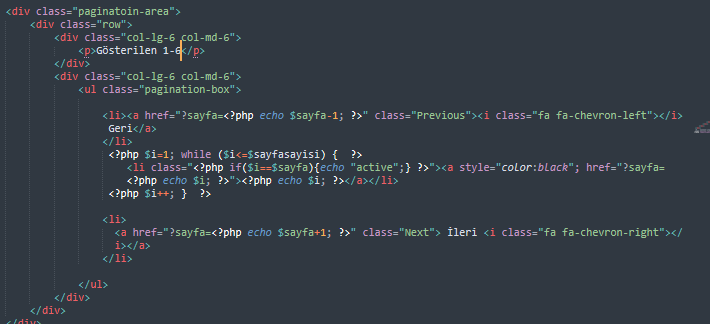 <div class="paginatoin-area">
<div class="row">
<div class="col-lg-6 col-md-6">
<p>Gösterilen 1-6</p>
</div>
<div class="col-lg-6 col-md-6">
<ul class="pagination-box">
<li><a href="?sayfa=<?php echo $sayfa-1; ?>" class="Previous"><i class="fa fa-chevron-left"></i>
Geri</a>
</li>
<?php $i=1; while ($i<=$sayfasayisi) {  ?>
<li class="<?php if($i==$sayfa){echo "active";} ?>"><a style="color:black"; href="?sayfa=
<?php echo $i; ?>"><?php echo $i; ?></a></li>
<?php $i++; }  ?>
<li>
<a href="?sayfa=<?php echo $sayfa+1; ?>" class="Next"> İleri <i class="fa fa-chevron-right"></
i></a>
</li>
</ul>
</div>
</div>
</div>